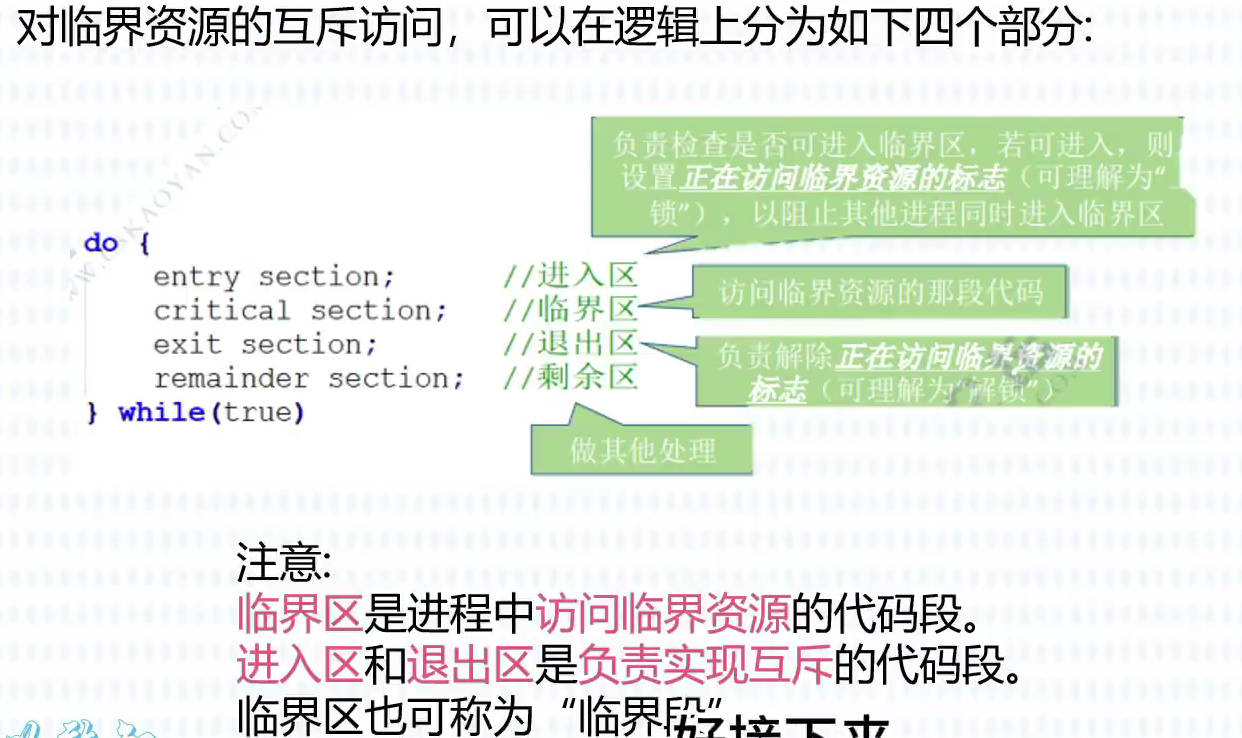 对临界资源的互斥访问，可以在逻辑上分为如下四个部分:
负责检查是否可进入临界区，若可进入，则
设置正在访问临界资源的标志（可理解为“
锁”），以阻止其他进程同时进入临界区
do {
entry section; //进入区
访问临界资源的那段代码
critical section; //临界区
exit section; //退出区
负责解除正在访问临界资源的
标志（可理解为“解锁”）
remainder section; //剩余区
} while(true)
做其他处理
注意:
临界区是进程中访问临界资源的代码段。
进入区和退出区是负责实现互斥的代码段。
临界区也可称为“临界段”
好接下来